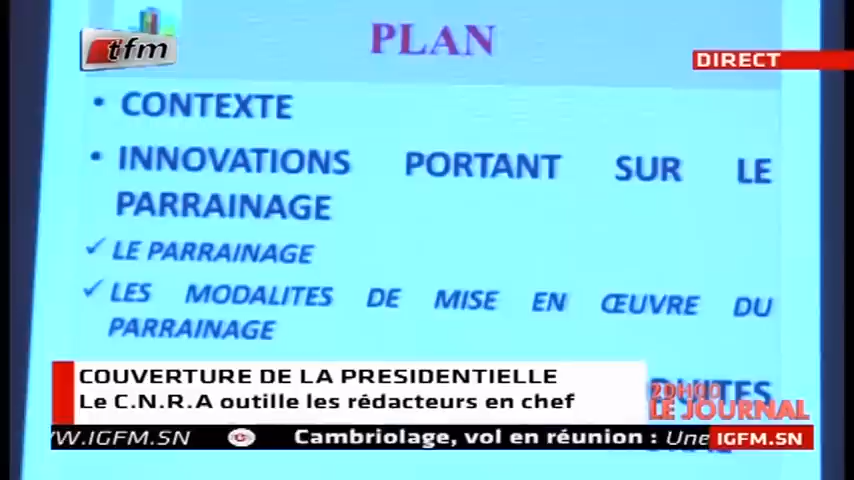 tfm
PLAN
DIRECT
• CONTEXTE
• INNOVATIONS PORTANT SUR LE
PARRAINAGE
✓ LE PARRAINAGE
✓ LES MODALITES DE MISE EN ŒUVRE DU
PARRAINAGE
COUVERTURE DE LA PRESIDENTIELLE
Le C.N.R.A outille les rédacteurs en chef
20H00
LE JOURNAL
WW.IGFM.SN Cambriolage, vol en réunion : Une
IGFM.SN